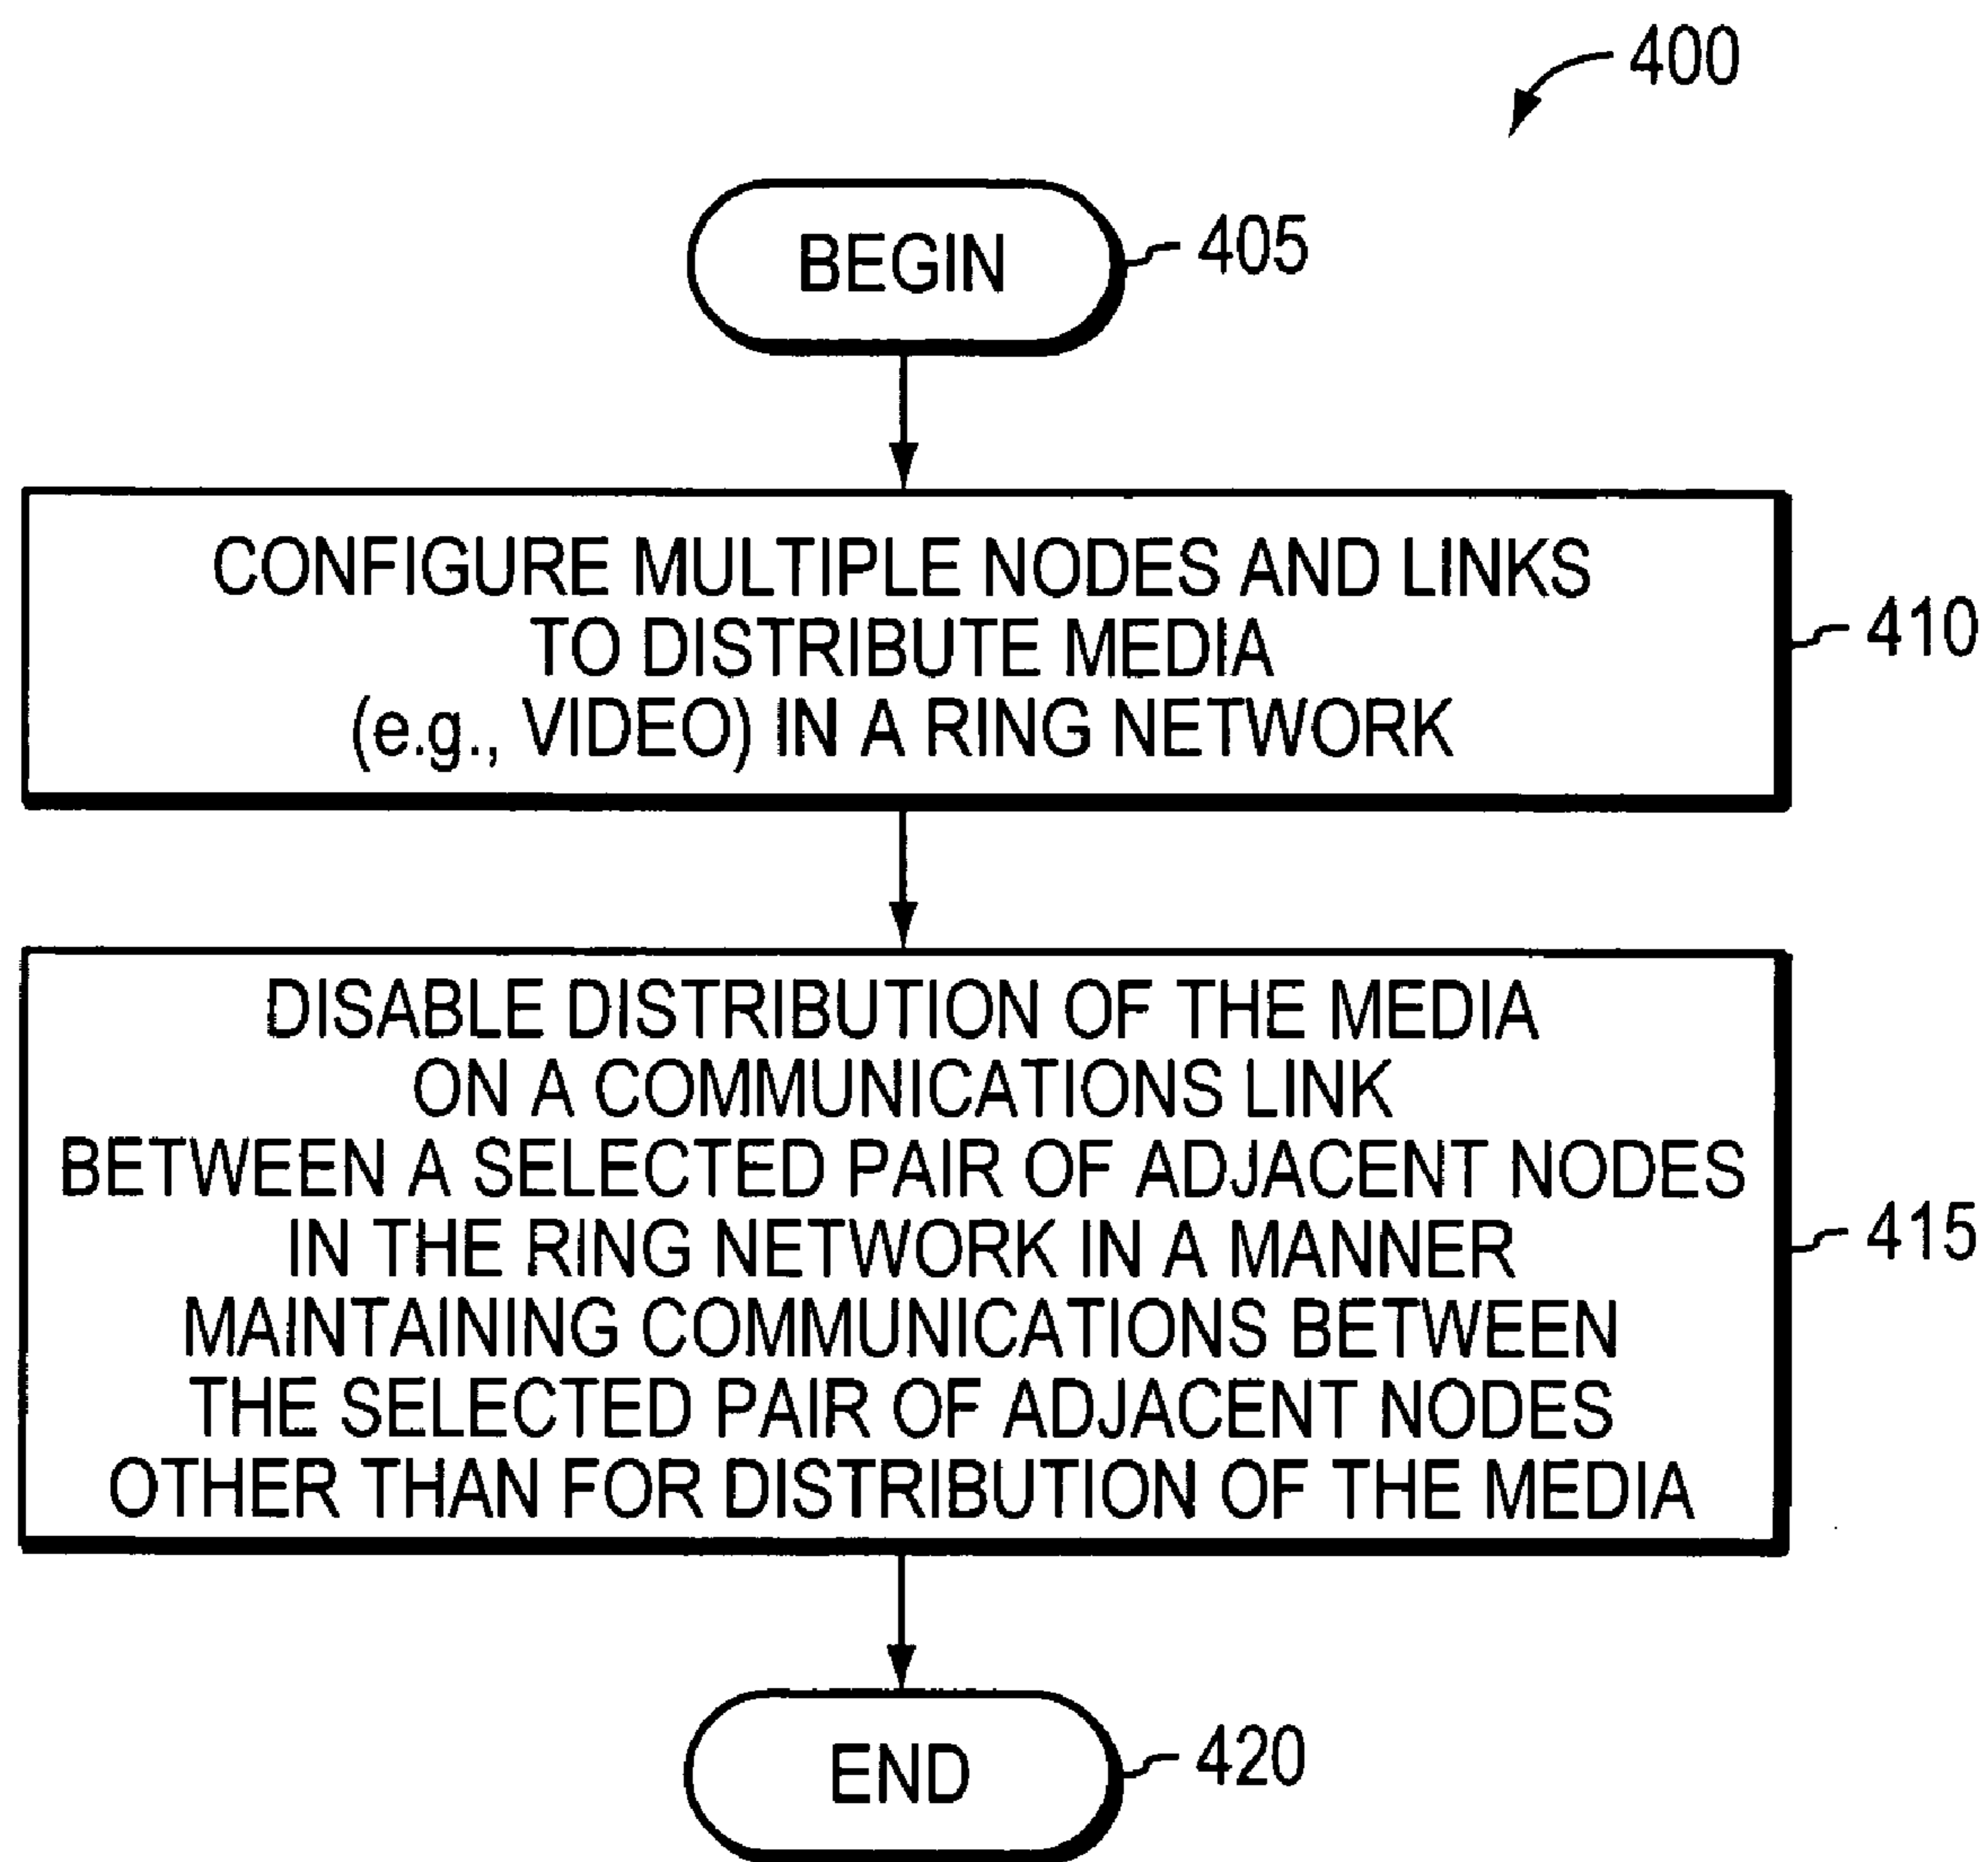 400
BEGIN
405
CONFIGURE MULTIPLE NODES AND LINKS
TO DISTRIBUTE MEDIA
(e.g., VIDEO) IN A RING NETWORK
410
DISABLE DISTRIBUTION OF THE MEDIA
ON A COMMUNICATIONS LINK
BETWEEN A SELECTED PAIR OF ADJACENT NODES
IN THE RING NETWORK IN A MANNER
MAINTAINING COMMUNICATIONS BETWEEN
THE SELECTED PAIR OF ADJACENT NODES
OTHER THAN FOR DISTRIBUTION OF THE MEDIA
415
END
420